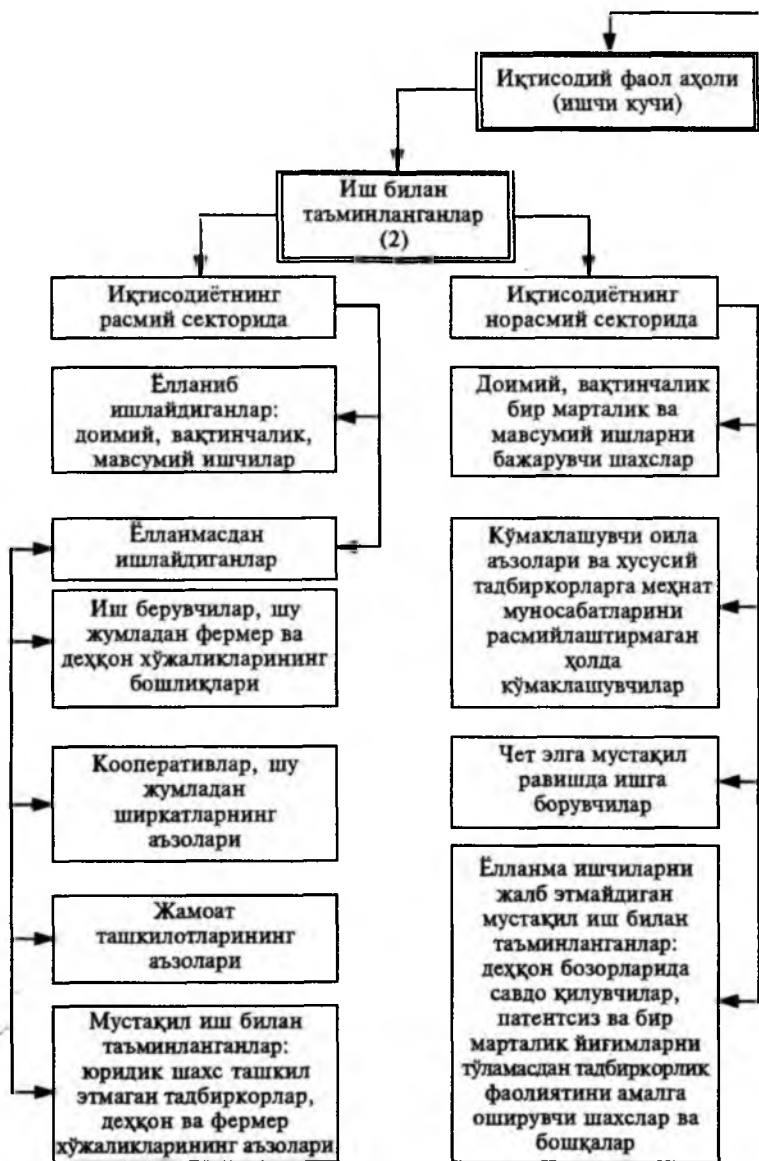 Иқтисодий фаол аҳоли
(ишчи кучи)
Иш билан
таъминланганлар
(2)
Иқтисодиётнинг
расмий секторида
Ёлланиб
ишлайдиганлар:
доимий, вақтинчалик,
мавсумий ишчилар
Ёлланмасдан
ишлайдиганлар
Иш берувчилар, шу
жумладан фермер ва
деҳқон хўжаликларининг
бошлиқлари
Кооперативлар, шу
жумладан
ширкатларнинг
аъзолари
Жамоат
ташкилотларининг
аъзолари
Мустақил иш билан
таъминланганлар:
юридик шахс ташкил
этмаган тадбиркорлар,
деҳқон ва фермер
хўжаликларининг аъзолари
Иқтисодиётнинг
норасмий секторида
Доимий, вақтинчалик
бир марталик ва
мавсумий ишларни
бажарувчи шахслар
Кўмаклашувчи оила
аъзолари ва хусусий
тадбиркорларга меҳнат
муносабатларини
расмийлаштирмаган
ҳолда
кўмаклашувчилар
Чет элга мустақил
равишда ишга
борувчилар
Ёлланма ишчиларни
жалб этмайдиган
мустақил иш билан
таъминланганлар:
деҳқон бозорларида
савдо қилувчилар,
патентсиз ва бир
марталик йиғимларни
тўламасдан тадбиркорлик
фаолиятини амалга
оширувчи шахслар ва
бошқалар